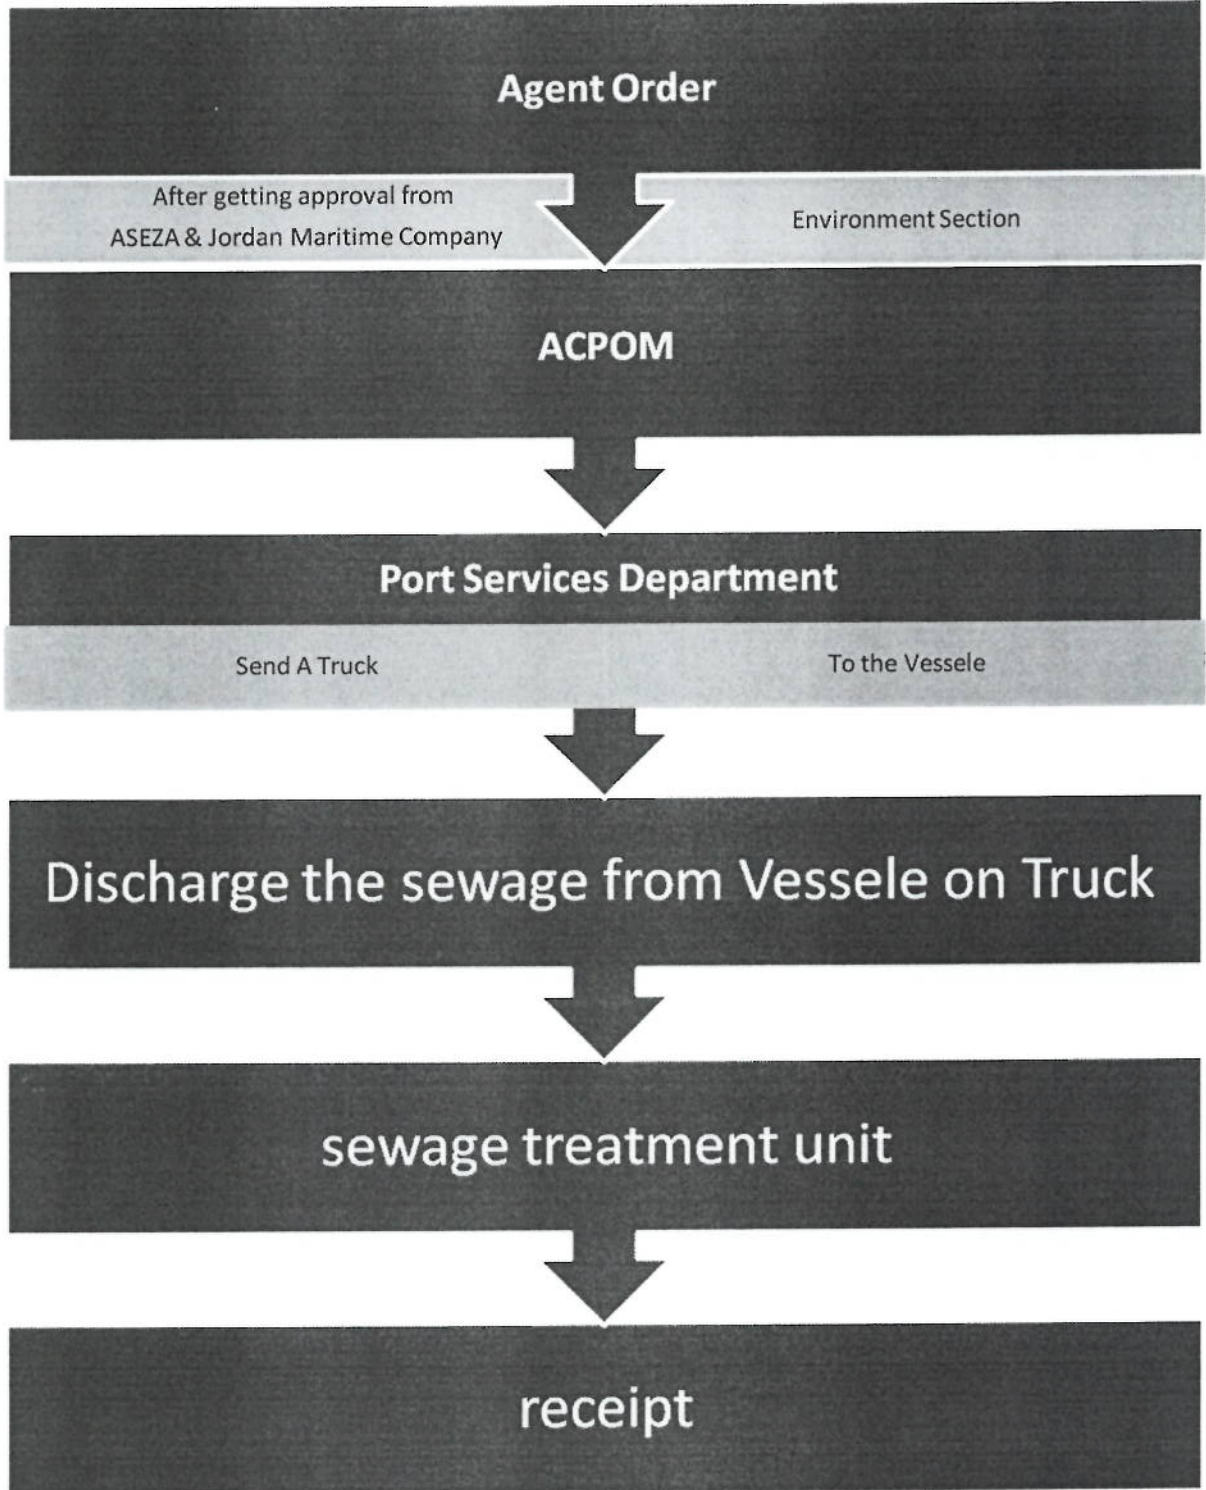 Agent Order
After getting approval from
ASEZA & Jordan Maritime Company
Environment Section
ACPOM
Port Services Department
Send A Truck
To the Vessele
Discharge the sewage from Vessele on Truck
sewage treatment unit
receipt